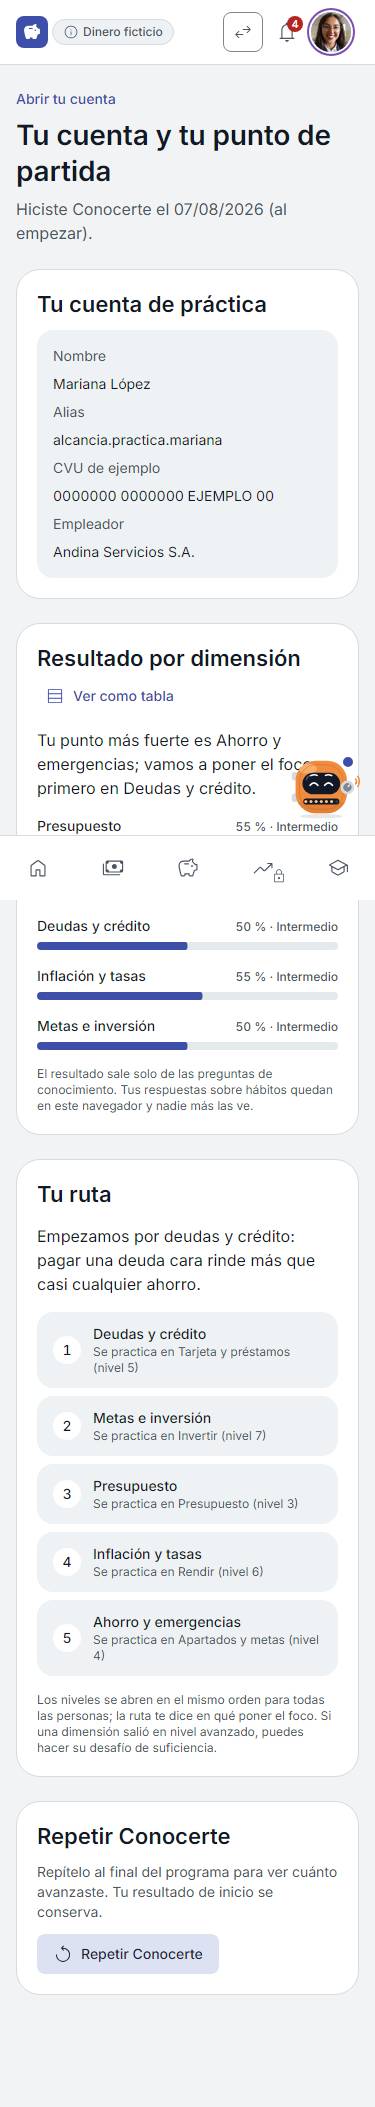 Dinero ficticio
4
Abrir tu cuenta
Tu cuenta y tu punto de
partida
Hiciste Conocerte el 07/08/2026 (al
empezar).
Tu cuenta de práctica
Nombre
Mariana López
Alias
alcancia.practica.mariana
CVU de ejemplo
0000000 0000000 EJEMPLO 00
Empleador
Andina Servicios S.A.
Resultado por dimensión
Ver como tabla
Tu punto más fuerte es Ahorro y
emergencias; vamos a poner el
primero en Deudas y crédito.
Presupuesto 55 % · Intermedio
Deudas y crédito 50 % · Intermedio
Inflación y tasas 55 % · Intermedio
Metas e inversión 50 % · Intermedio
El resultado sale solo de las preguntas de
conocimiento. Tus respuestas sobre hábitos quedan
en este navegador y nadie más las ve.
Tu ruta
Empezamos por deudas y crédito:
pagar una deuda cara rinde más que
casi cualquier ahorro.
1 Deudas y crédito
Se practica en Tarjeta y préstamos
(nivel 5)
2 Metas e inversión
Se practica en Invertir (nivel 7)
3 Presupuesto
Se practica en Presupuesto (nivel 3)
4 Inflación y tasas
Se practica en Rendir (nivel 6)
5 Ahorro y emergencias
Se practica en Apartados y metas (nivel
4)
Los niveles se abren en el mismo orden para todas
las personas; la ruta te dice en qué poner el foco. Si
una dimensión salió en nivel avanzado, puedes
hacer su desafío de suficiencia.
Repetir Conocerte
Repítelo al final del programa para ver cuánto
avanzaste. Tu resultado de inicio se
conserva.
Repetir Conocerte